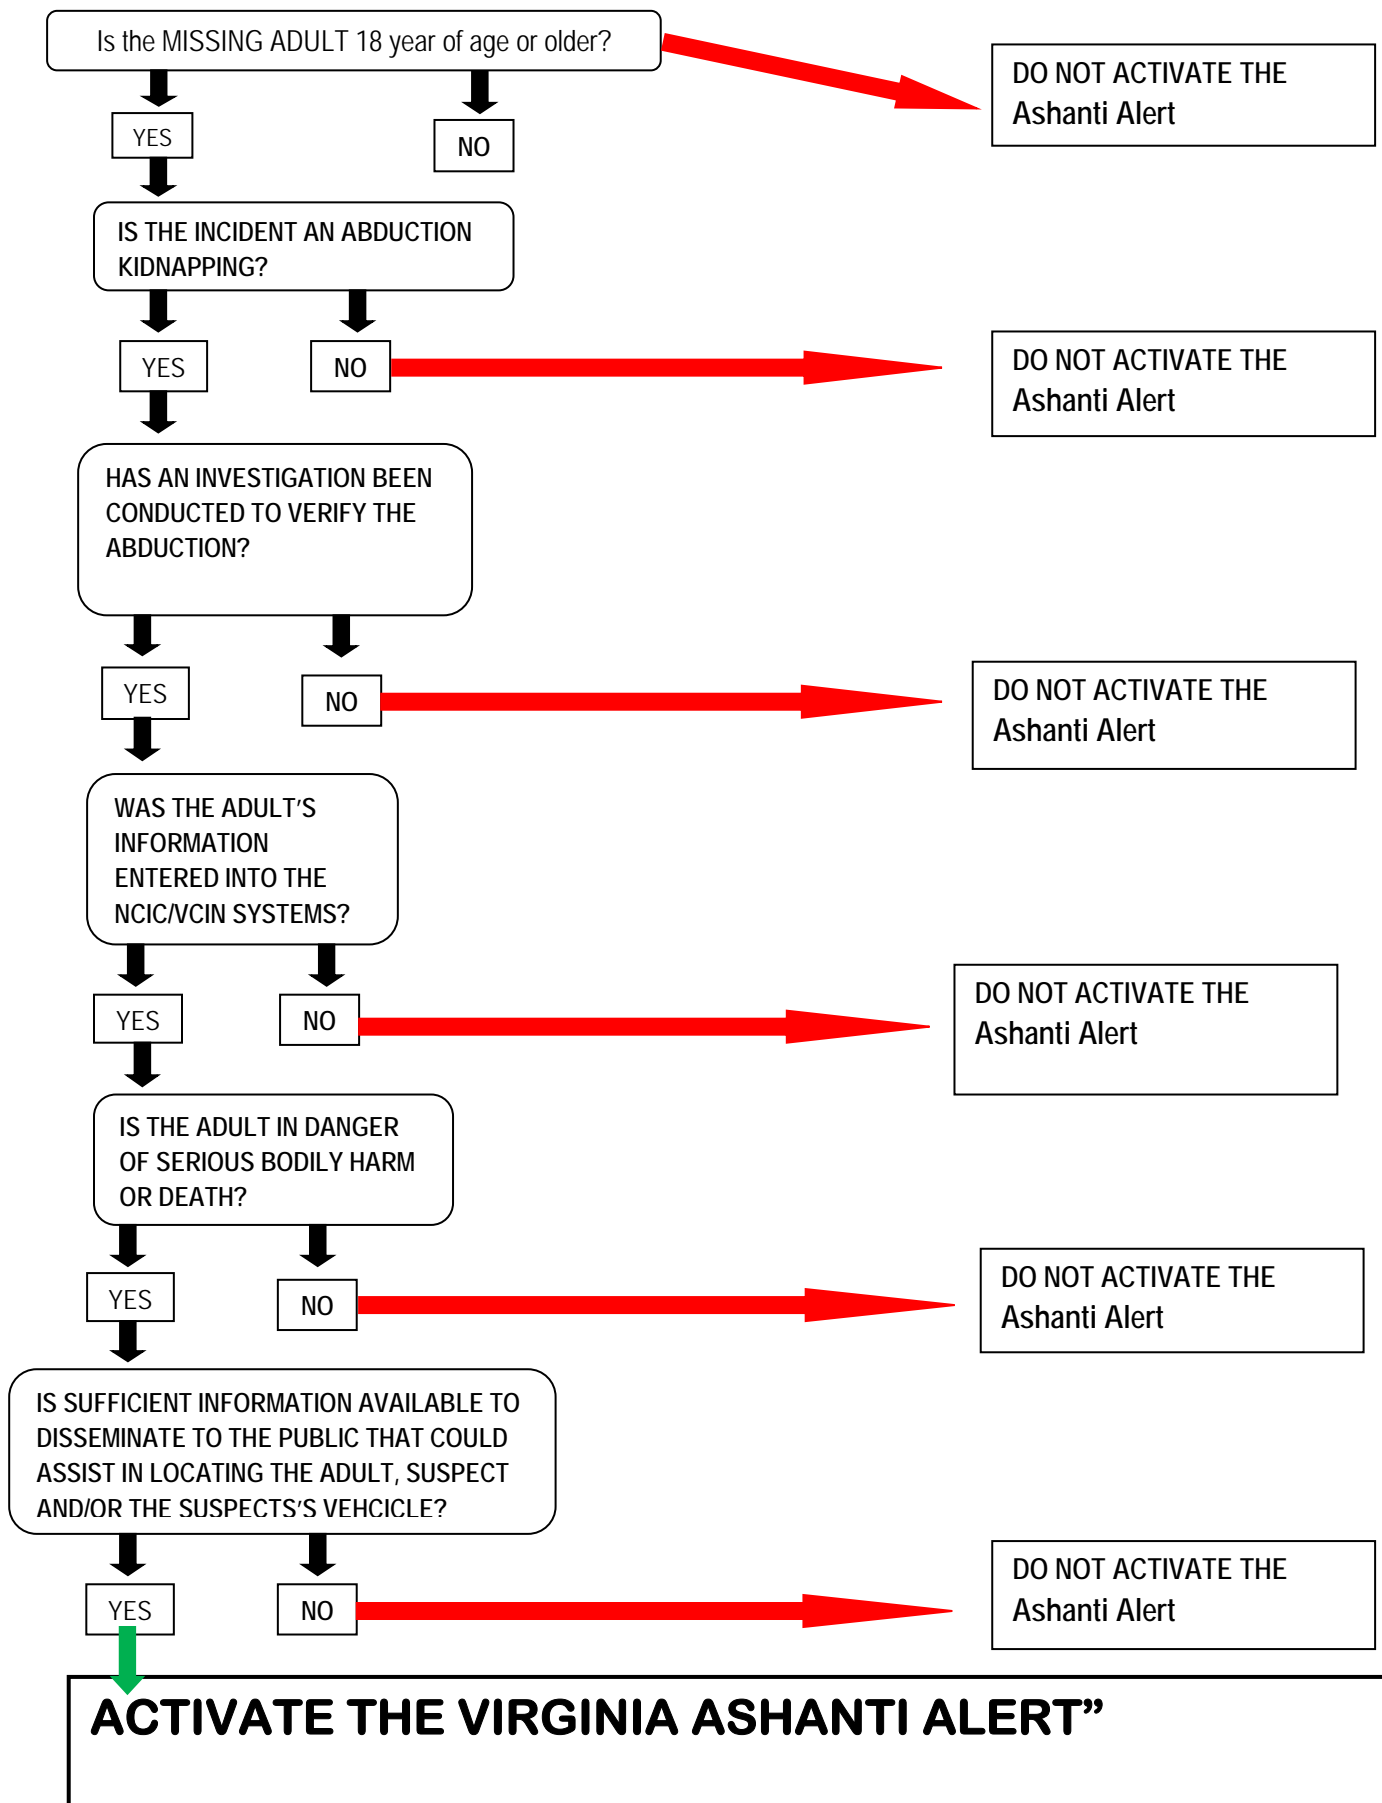 Is the MISSING ADULT 18 year of age or older?
DO NOT ACTIVATE THE
Ashanti Alert
YES
NO
IS THE INCIDENT AN ABDUCTION
KIDNAPPING?
YES
NO
DO NOT ACTIVATE THE
Ashanti Alert
HAS AN INVESTIGATION BEEN
CONDUCTED TO VERIFY THE
ABDUCTION?
YES
NO
DO NOT ACTIVATE THE
Ashanti Alert
WAS THE ADULT’S
INFORMATION
ENTERED INTO THE
NCIC/VCIN SYSTEMS?
YES
NO
DO NOT ACTIVATE THE
Ashanti Alert
IS THE ADULT IN DANGER
OF SERIOUS BODILY HARM
OR DEATH?
YES
NO
DO NOT ACTIVATE THE
Ashanti Alert
IS SUFFICIENT INFORMATION AVAILABLE TO
DISSEMINATE TO THE PUBLIC THAT COULD
ASSIST IN LOCATING THE ADULT, SUSPECT
AND/OR THE SUSPECTS’S VEHCICLE?
YES
NO
DO NOT ACTIVATE THE
Ashanti Alert
ACTIVATE THE VIRGINIA ASHANTI ALERT”